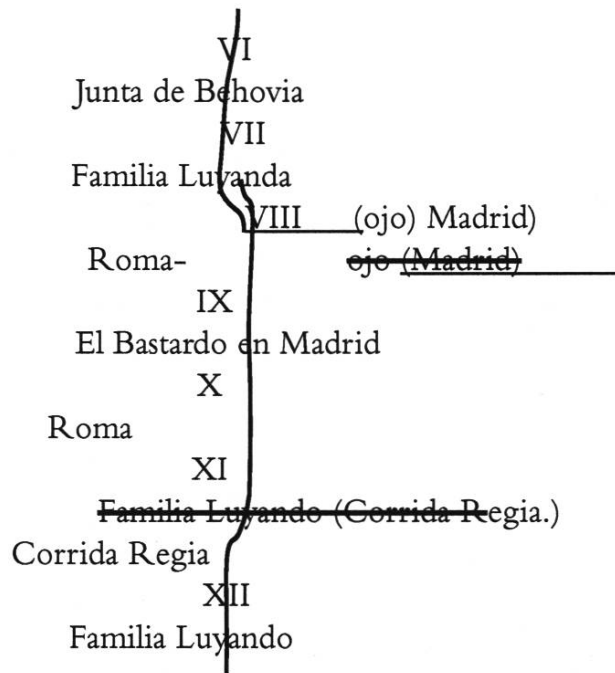 VI
Junta de Behovia
VII
Familia Luyanda
VIII (ojo) Madrid)
Roma- ojo (Madrid)
IX
El Bastardo en Madrid
X
Roma
XI
Familia Luyando (Corrida Regia.)
Corrida Regia
XII
Familia Luyando